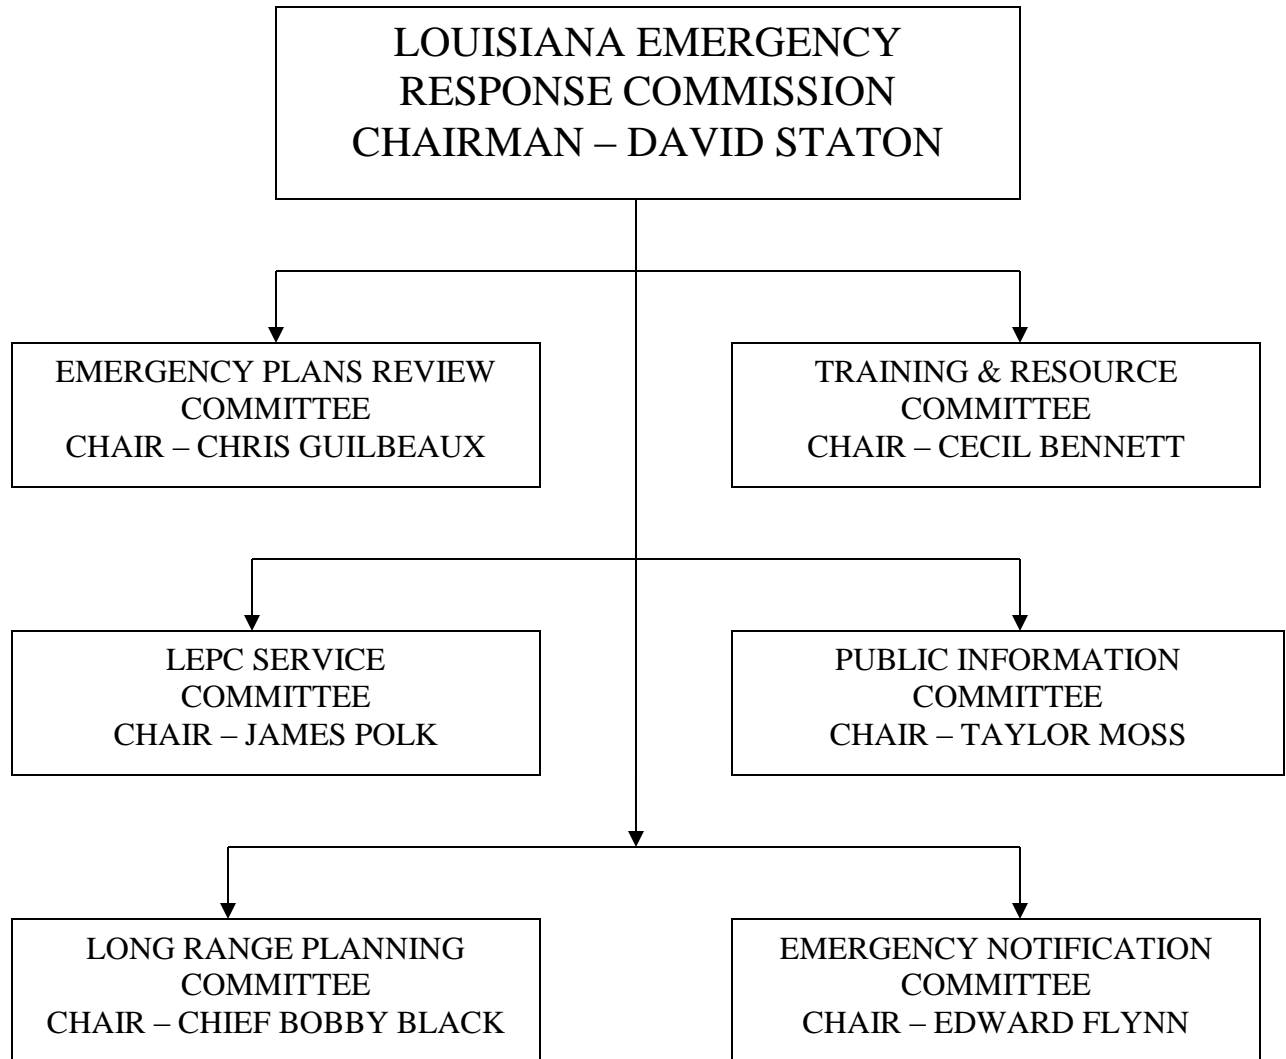 LOUISIANA EMERGENCY
RESPONSE COMMISSION
CHAIRMAN – DAVID STATON
EMERGENCY PLANS REVIEW
COMMITTEE
CHAIR – CHRIS GUILBEAUX
TRAINING & RESOURCE
COMMITTEE
CHAIR – CECIL BENNETT
LEPC SERVICE
COMMITTEE
CHAIR – JAMES POLK
PUBLIC INFORMATION
COMMITTEE
CHAIR – TAYLOR MOSS
LONG RANGE PLANNING
COMMITTEE
CHAIR – CHIEF BOBBY BLACK
EMERGENCY NOTIFICATION
COMMITTEE
CHAIR – EDWARD FLYNN